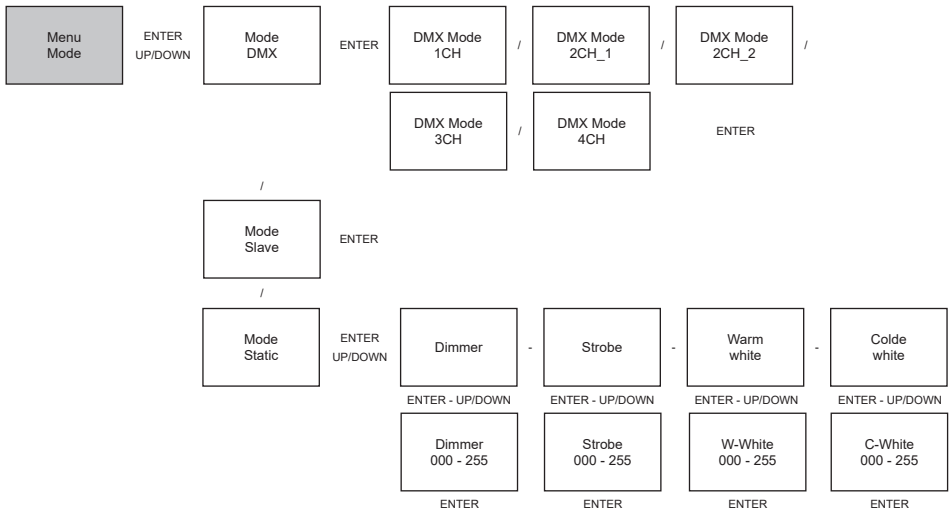 Menu
Mode
ENTER
UP/DOWN
Mode
DMX
ENTER
DMX Mode
1CH
/
DMX Mode
2CH_1
/
DMX Mode
2CH_2
/
DMX Mode
3CH
/
DMX Mode
4CH
ENTER
/
Mode
Slave
ENTER
/
Mode
Static
ENTER
UP/DOWN
Dimmer
-
Strobe
-
Warm
white
-
Colde
white
ENTER - UP/DOWN
ENTER - UP/DOWN
ENTER - UP/DOWN
ENTER - UP/DOWN
Dimmer
000 - 255
Strobe
000 - 255
W-White
000 - 255
C-White
000 - 255
ENTER
ENTER
ENTER
ENTER